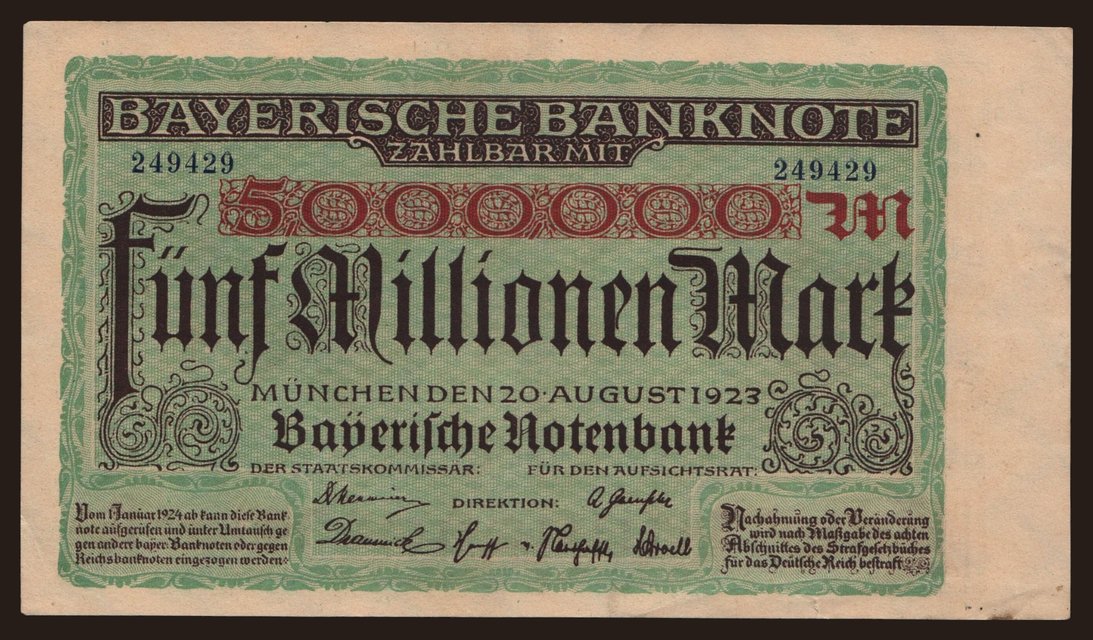 BAYERISCHE BANKNOTE
ZAHLBAR MIT
249429
249429
5,000,000 M
Fünf Millionen Mark
MÜNCHEN DEN 20·AUGUST 1923
Bayerische Notenbank
DER STAATSKOMMISSAR:
FÜR DEN AUFSICHTSRAT:
DIREKTION:
Vom 1 Januar 1924 ab kann diese Bank-
note aufgerufen und unter Umtausch ge
gen andere bayer. Banknoten oder gegen
Reichsbanknoten eingezogen werden
Nachahmung oder Veränderung
wird nach Maßgabe des achten
Abschnittes des Strafgesetzbuches
für das Deutsche Reich bestraft